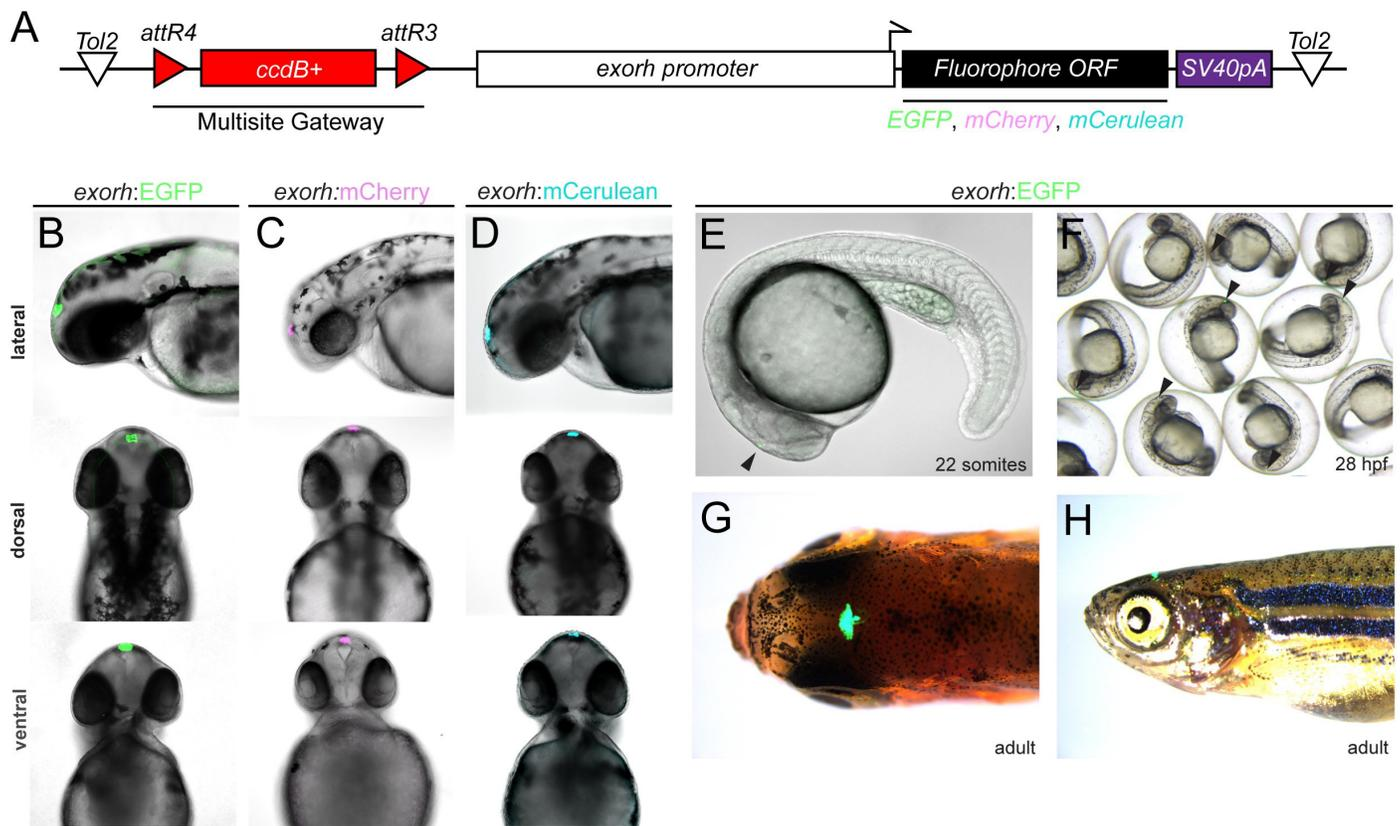 A
Tol2
attR4
attR3
Tol2
ccdB+
exorh promoter
Fluorophore ORF
SV40pA
Multisite Gateway
EGFP, mCherry, mCerulean
exorh:EGFP
exorh:mCherry
exorh:mCerulean
exorh:EGFP
B
C
D
E
F
lateral
22 somites
28 hpf
dorsal
G
H
ventral
adult
adult